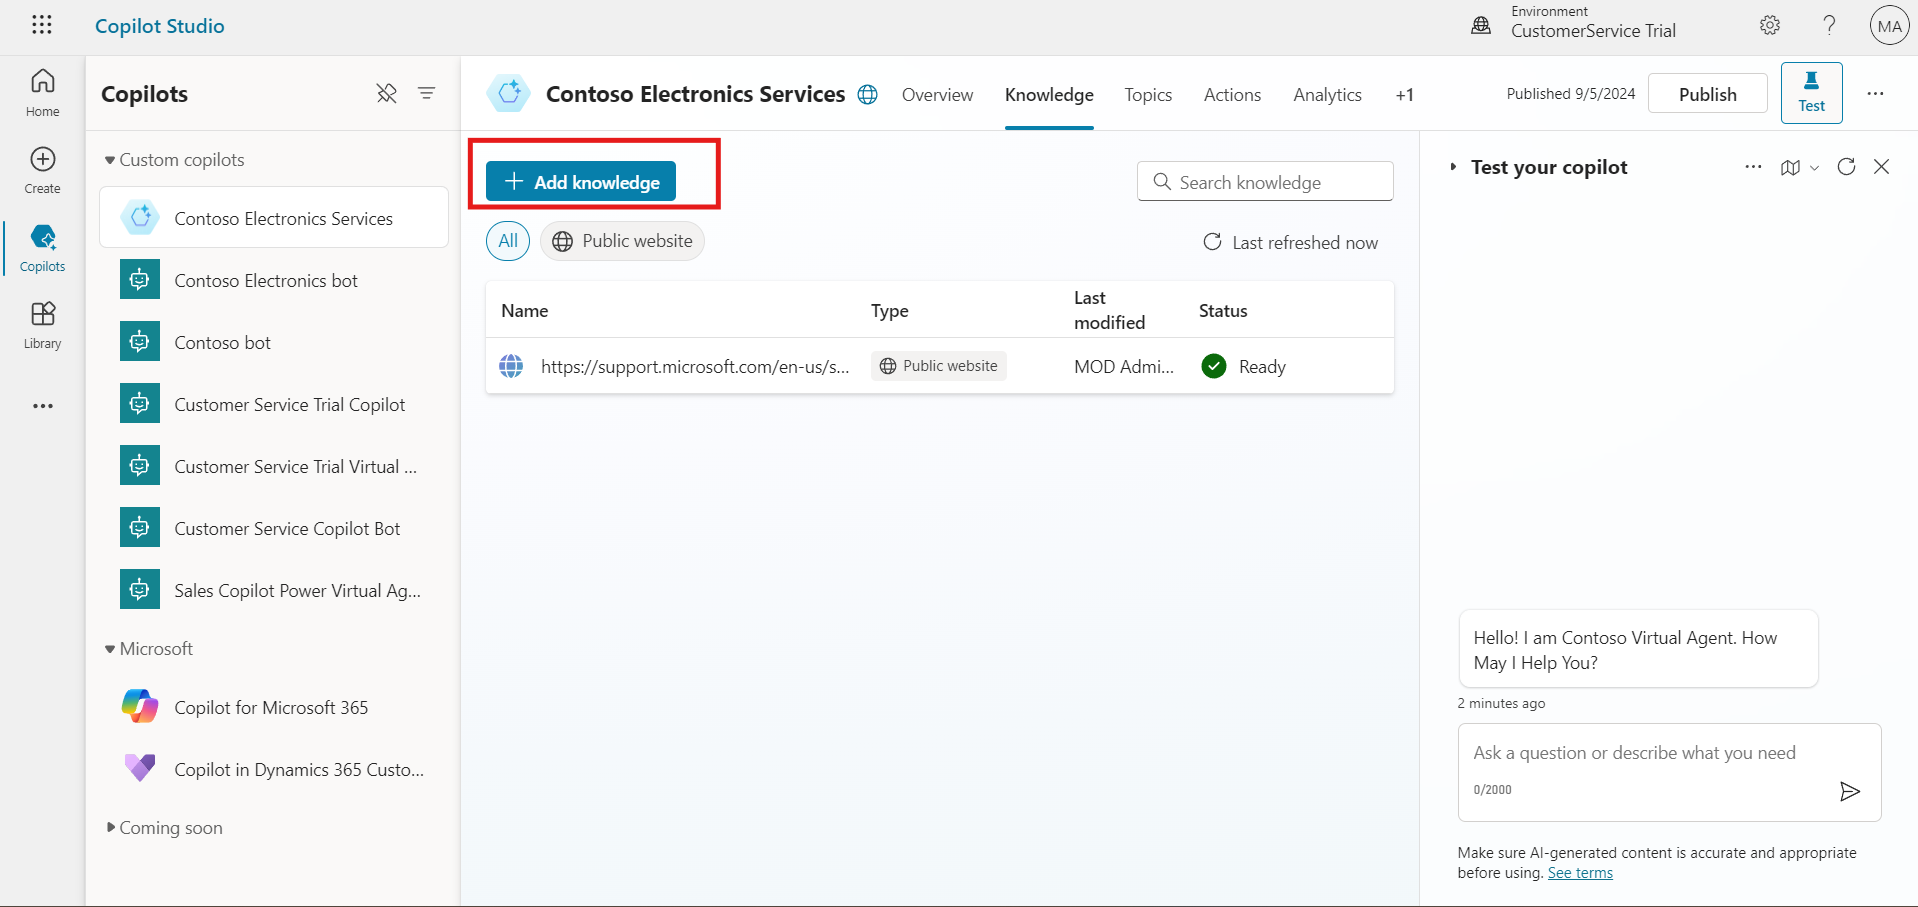 Copilot Studio
Environment
CustomerService Trial
MA
Home
Create
Copilots
Library
Copilots
Custom copilots
Contoso Electronics Services
Contoso Electronics bot
Contoso bot
Customer Service Trial Copilot
Customer Service Trial Virtual ...
Customer Service Copilot Bot
Sales Copilot Power Virtual Ag...
Microsoft
Copilot for Microsoft 365
Copilot in Dynamics 365 Custo...
Coming soon
Contoso Electronics Services
Overview
Knowledge
Topics
Actions
Analytics
+1
Published 9/5/2024
Publish
Test
Add knowledge
Search knowledge
All
Public website
Last refreshed now
Name
Type
Last
modified
Status
https://support.microsoft.com/en-us/s...
Public website
MOD Admi...
Ready
Test your copilot
Hello! I am Contoso Virtual Agent. How
May I Help You?
2 minutes ago
Ask a question or describe what you need
0/2000
Make sure AI-generated content is accurate and appropriate
before using. See terms